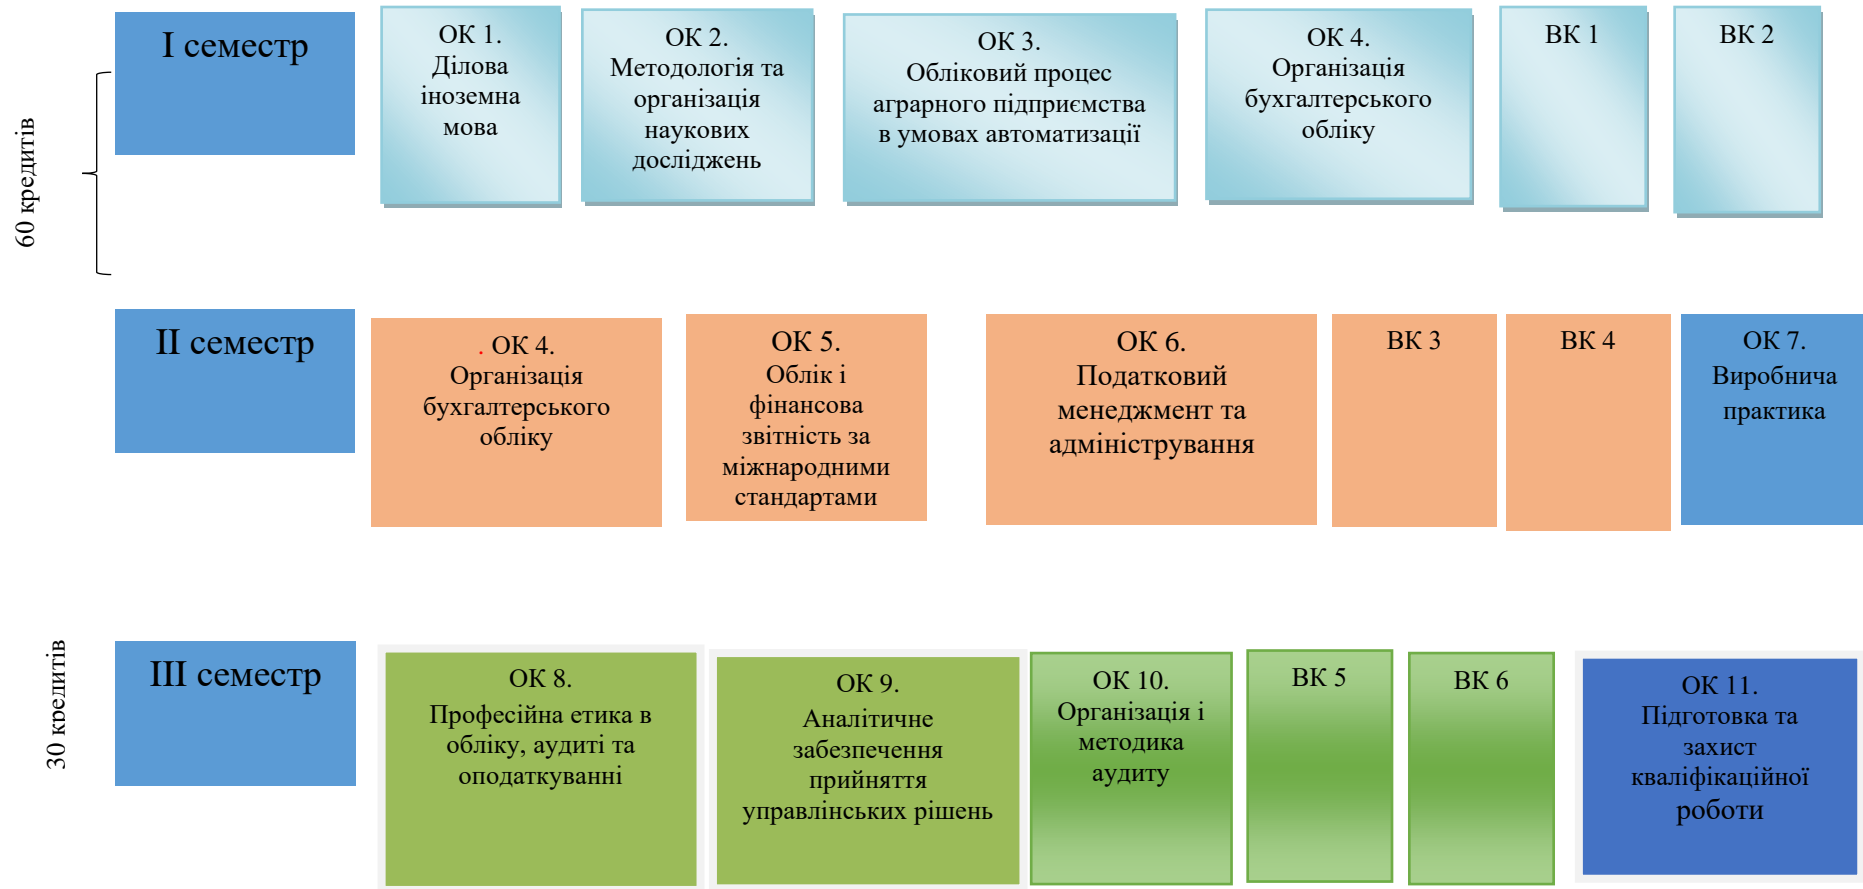 60 кредитів
I семестр
ОК 1.
Ділова
іноземна
мова
ОК 2.
Методологія та
організація
наукових
досліджень
ОК 3.
Обліковий процес
аграрного підприємства
в умовах автоматизації
ОК 4.
Організація
бухгалтерського
обліку
ВК 1
ВК 2
II семестр
. ОК 4.
Організація
бухгалтерського
обліку
ОК 5.
Облік і
фінансова
звітність за
міжнародними
стандартами
ОК 6.
Податковий
менеджмент та
адміністрування
ВК 3
ВК 4
ОК 7.
Виробнича
практика
30 кредитів
III семестр
ОК 8.
Професійна етика в
обліку, аудиті та
оподаткуванні
ОК 9.
Аналітичне
забезпечення
прийняття
управлінських рішень
ОК 10.
Організація і
методика
аудиту
ВК 5
ВК 6
ОК 11.
Підготовка та
захист
кваліфікаційної
роботи